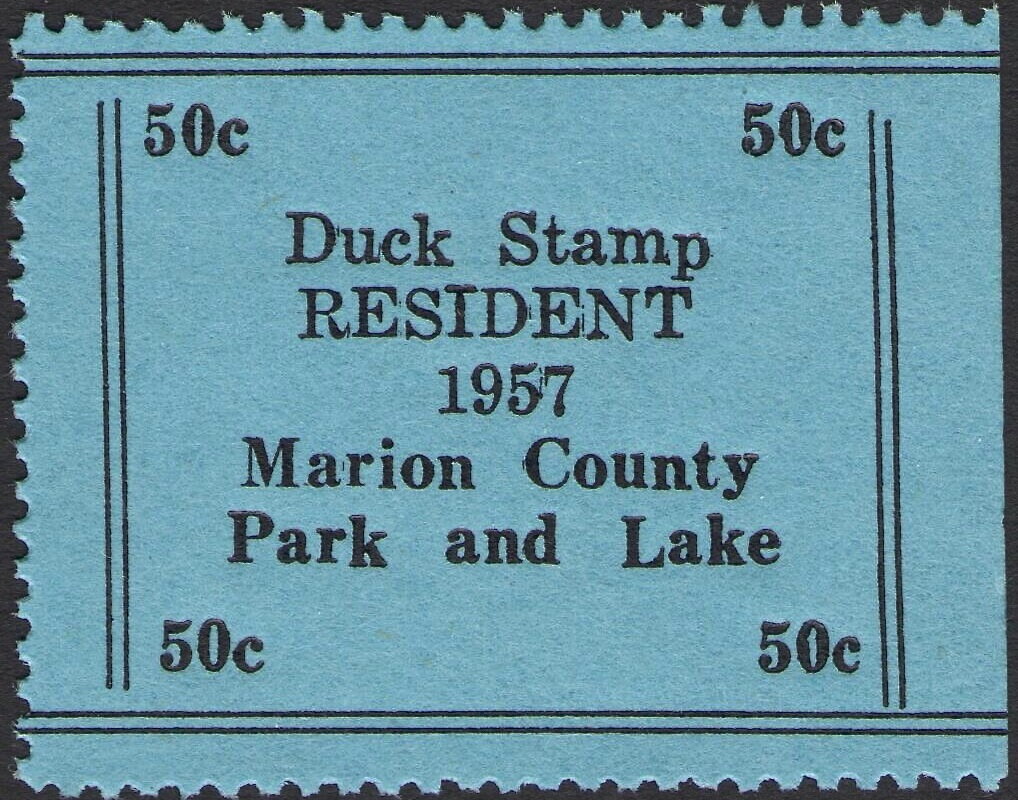 50c 50c
Duck Stamp
RESIDENT
1957
Marion County
Park and Lake
50c 50c